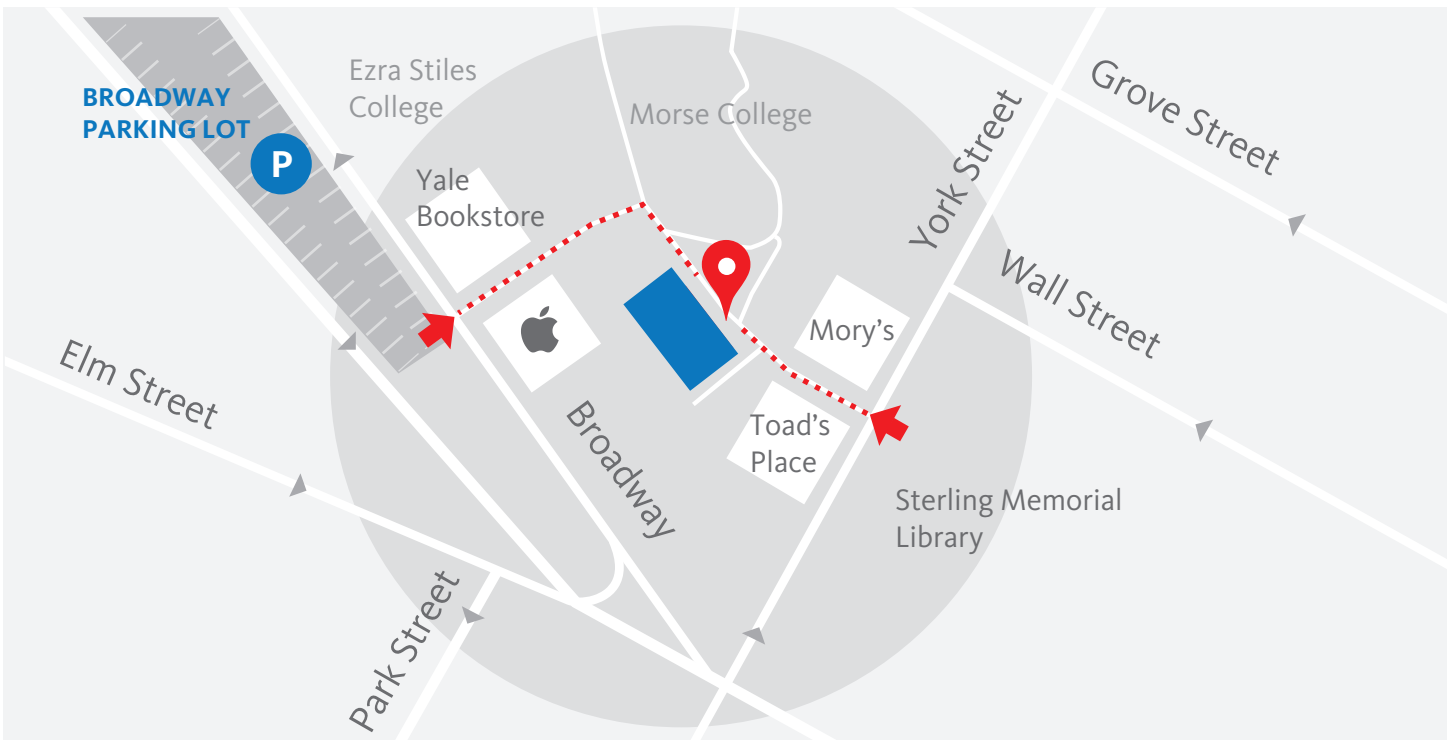 Ezra Stiles
College
BROADWAY
PARKING LOT
P
Morse College
Grove Street
York Street
Yale
Bookstore
Wall Street
Mory's
Elm Street
Broadway
Toad's
Place
Sterling Memorial
Library
Park Street